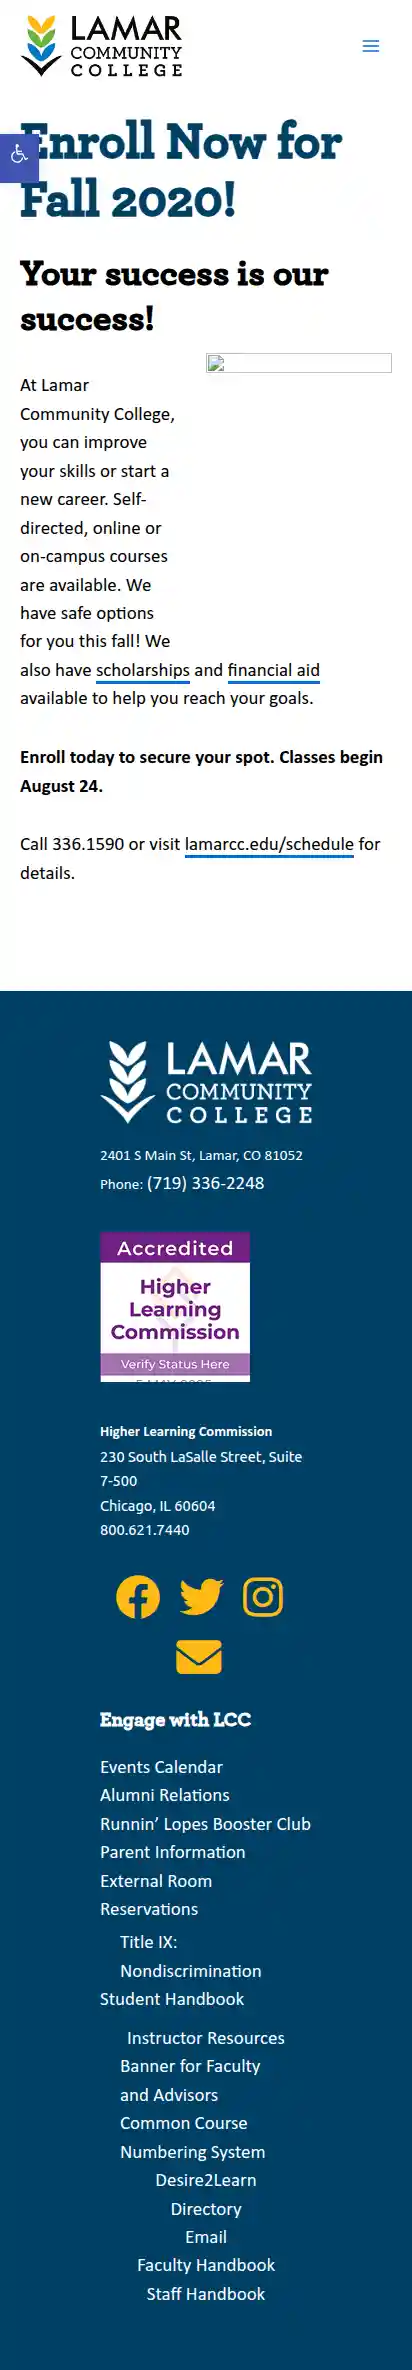 LAMAR
COMMUNITY
COLLEGE
Enroll Now for
Fall 2020!
Your success is our
success!
At Lamar
Community College,
you can improve
your skills or start a
new career. Self-
directed, online or
on-campus courses
are available. We
have safe options
for you this fall! We
also have scholarships and financial aid
available to help you reach your goals.
Enroll today to secure your spot. Classes begin
August 24.
Call 336.1590 or visit lamarcc.edu/schedule for
details.
LAMAR
COMMUNITY
COLLEGE
2401 S Main St, Lamar, CO 81052
Phone: (719) 336-2248
Accredited
Higher
Learning
Commission
Verify Status Here
Higher Learning Commission
230 South LaSalle Street, Suite
7-500
Chicago, IL 60604
800.621.7440
Engage with LCC
Events Calendar
Alumni Relations
Runnin’ Lopes Booster Club
Parent Information
External Room
Reservations
Title IX:
Nondiscrimination
Student Handbook
Instructor Resources
Banner for Faculty
and Advisors
Common Course
Numbering System
Desire2Learn
Directory
Email
Faculty Handbook
Staff Handbook